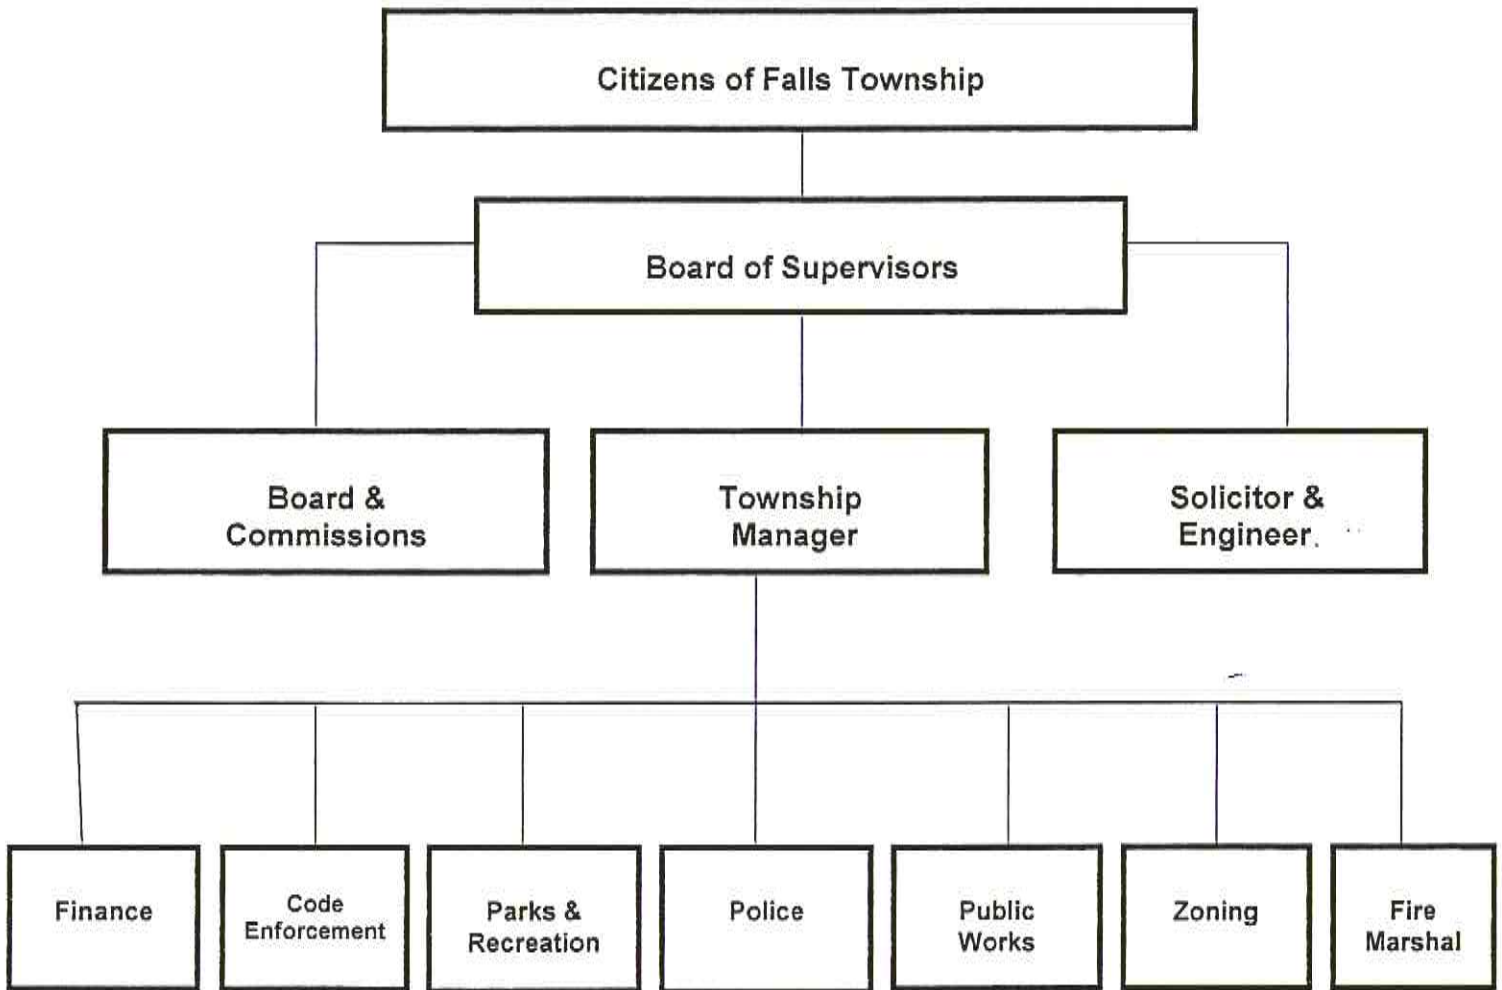 Citizens of Falls Township
Board of Supervisors
Board &
Commissions
Township
Manager
Solicitor &
Engineer
Finance
Code
Enforcement
Parks &
Recreation
Police
Public
Works
Zoning
Fire
Marshal